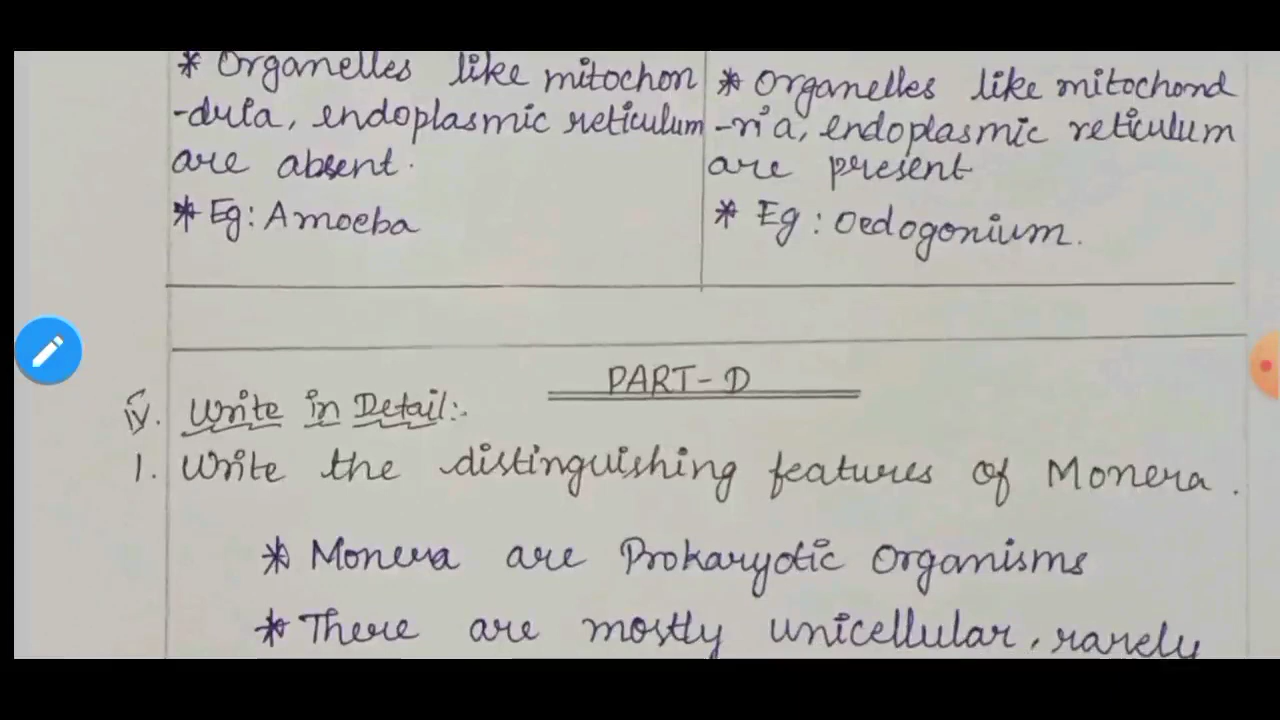 * Organelles like mitochon
-dria, endoplasmic reticulum
are absent.
* Eg: Amoeba
* Organelles like mitochond
-ria, endoplasmic reticulum
are present
* Eg : Oedogonium.
PART-D
iv. Write in Detail:-
1. Write the distinguishing features of Monera.
* Monera are Prokaryotic Organisms
* There are mostly unicellular, rarely